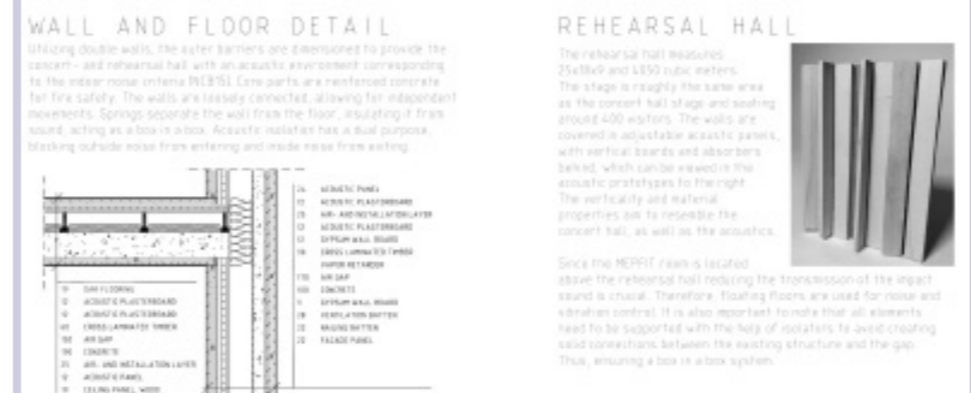 WALL AND FLOOR DETAIL
Utilizing double walls, the outer barriers are dimensioned to provide the
concert- and rehearsal hall with an acoustic environment corresponding
to the indoor noise criteria Core parts are reinforced concrete
for fire safety. The walls are loosely connected, allowing for independent
movements. Springs separate the wall from the floor, insulating it from
sound, acting as a box in a box. Acoustic isolation has a dual purpose,
blocking outside noise from entering and inside noise from exiting.
ACOUSTIC PANEL
ACOUSTIC PLASTERBOARD
AIR- AND INSTALLATION LAYER
ACOUSTIC PLASTERBOARD
GYPSUM WALL BOARD
CROSS LAMINATED TIMBER
VAPOR RETARDER
AIR GAP
CONCRETE
GYPSUM WALL BOARD
VENTILATION BATTEN
BATTEN
FACADE PANEL
OAK FLOORING
ACOUSTIC PLASTERBOARD
ACOUSTIC PLASTERBOARD
CROSS LAMINATED TIMBER
AIR GAP
CONCRETE
AIR- AND INSTALLATION LAYER
ACOUSTIC PANEL
CEILING PANEL, WOOD
REHEARSAL HALL
The rehearsal hall measures
25x18x9 and 4050 cubic meters.
The stage is roughly the same area
as the concert hall stage and seating
around 400 visitors. The walls are
covered in adjustable acoustic panels,
with vertical boards and absorbers
behind, which can be viewed in the
acoustic prototypes to the right.
The verticality and material
properties aim to resemble the
concert hall, as well as the acoustics.
Since the room is located
above the rehearsal hall reducing the transmission of the impact
sound is crucial. Therefore, floating floors are used for noise and
vibration control. It is also important to note that all elements
need to be supported with the help of isolators to avoid creating
solid connections between the existing structure and the gap.
Thus, ensuring a box in a box system.